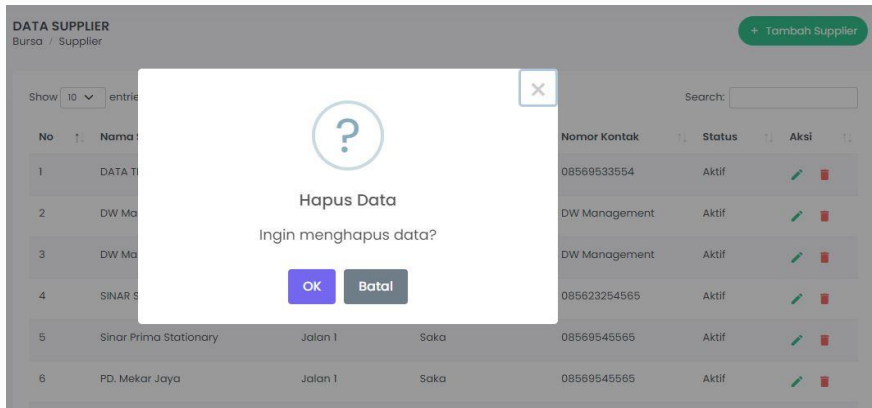 DATA SUPPLIER
Bursa / Supplier
+ Tambah Supplier
Show 10 entrie
Search:
No Nama Nomor Kontak Status Aksi
1 DATA 08569533554 Aktif
2 DW Ma DW Management Aktif
3 DW Ma DW Management Aktif
4 SINAR S 085623254565 Aktif
5 Sinar Prima Stationary Jalan 1 Saka 08569545565 Aktif
6 PD. Mekar Jaya Jalan 1 Saka 08569545565 Aktif
×
?
Hapus Data
Ingin menghapus data?
OK Batal